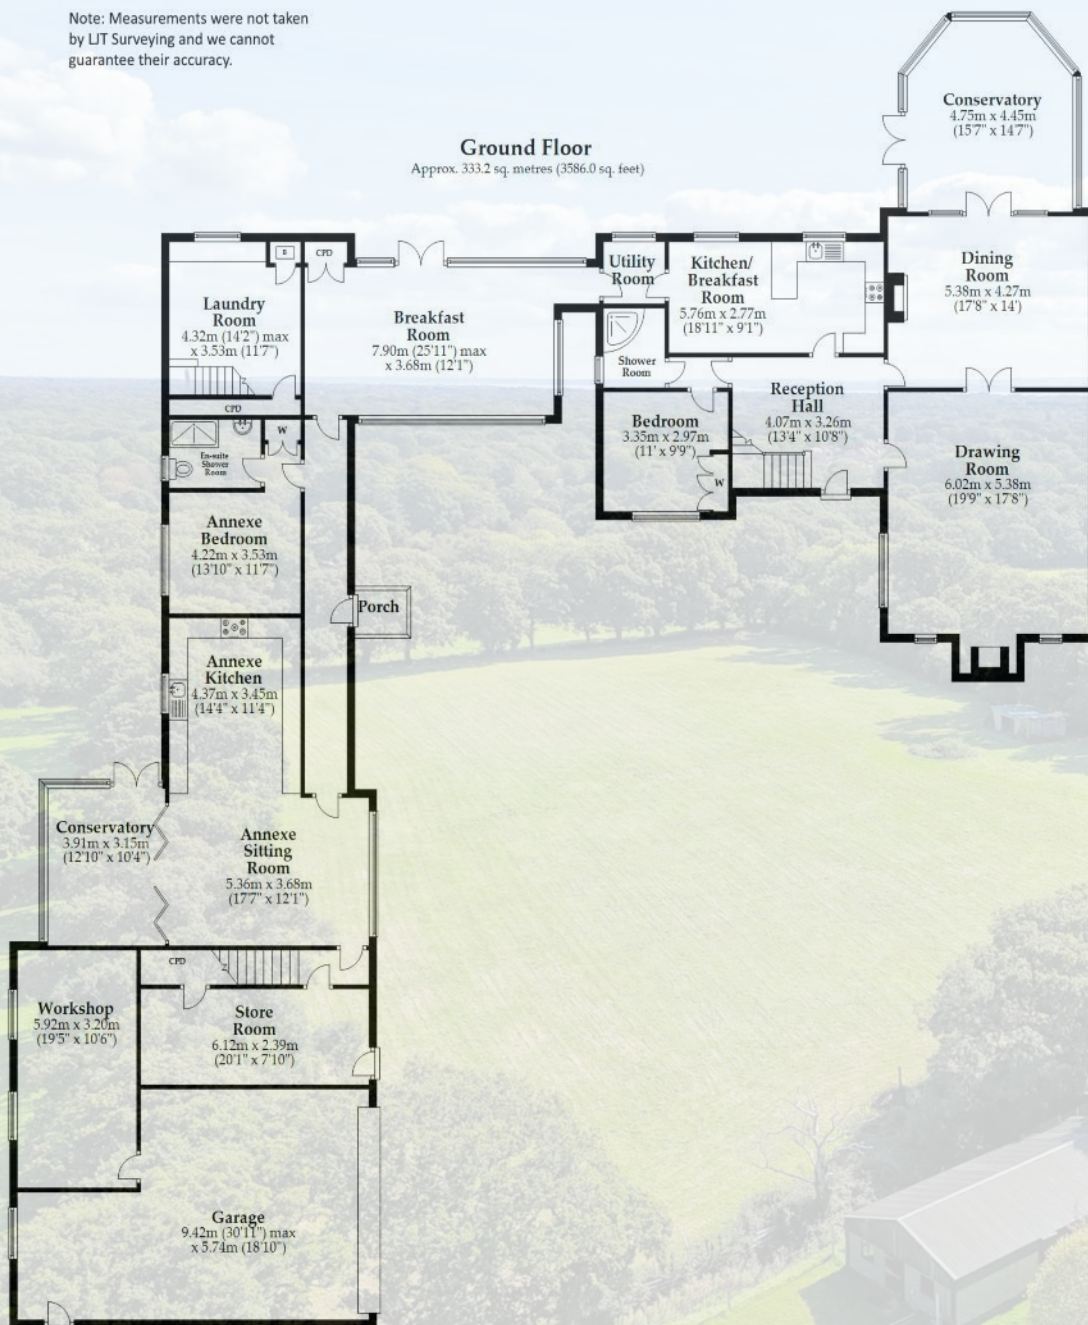 Note: Measurements were not taken
by LJT Surveying and we cannot
guarantee their accuracy.
Ground Floor
Approx. 333.2 sq. metres (3586.0 sq. feet)
Conservatory
4.75m x 4.45m
(15'7" x 14'7")
Dining
Room
5.38m x 4.27m
(17'8" x 14')
Utility
Room
Kitchen/
Breakfast
Room
5.76m x 2.77m
(18'11" x 9'1")
B
CPD
Laundry
Room
4.32m (14'2") max
x 3.53m (11'7")
Breakfast
Room
7.90m (25'11") max
x 3.68m (12'1")
Shower
Room
Reception
Hall
4.07m x 3.26m
(13'4" x 10'8")
Bedroom
3.35m x 2.97m
(11' x 9'9")
W
Drawing
Room
6.02m x 5.38m
(19'9" x 17'8")
CPD
W
En-suite
Shower
Room
Annexe
Bedroom
4.22m x 3.53m
(13'10" x 11'7")
Porch
Annexe
Kitchen
4.37m x 3.45m
(14'4" x 11'4")
Conservatory
3.91m x 3.15m
(12'10" x 10'4")
Annexe
Sitting
Room
5.36m x 3.68m
(17'7" x 12'1")
CPD
Workshop
5.92m x 3.20m
(19'5" x 10'6")
Store
Room
6.12m x 2.39m
(20'1" x 7'10")
Garage
9.42m (30'11") max
x 5.74m (18'10")